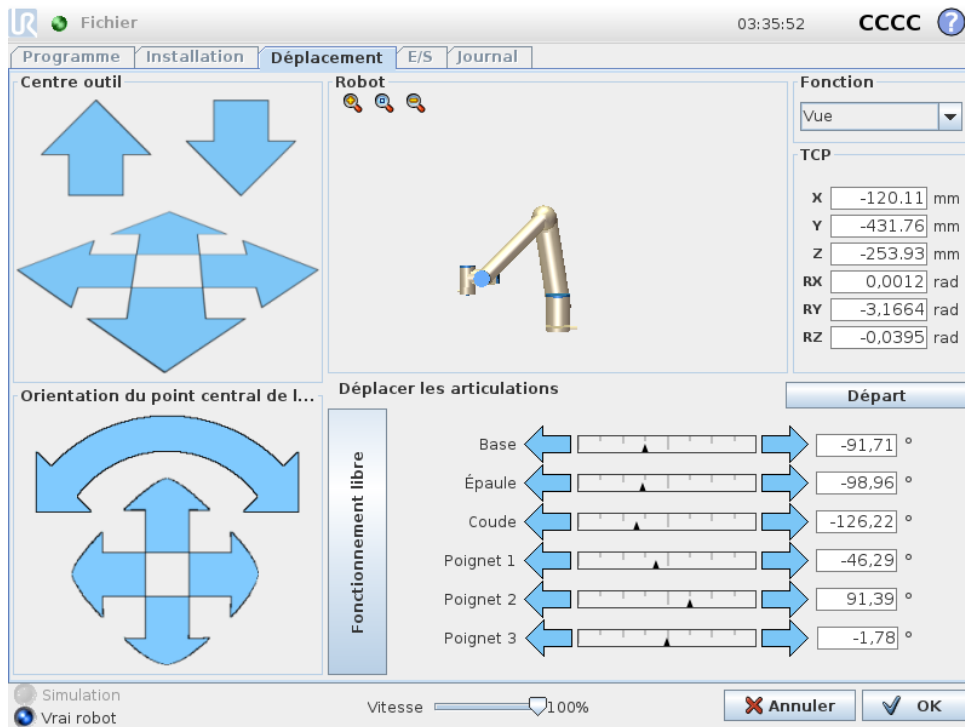 UR Fichier 03:35:52 CCCC ?
Programme Installation Déplacement E/S Journal
Centre outil
Robot
Fonction
Vue
TCP
X -120.11 mm
Y -431.76 mm
Z -253.93 mm
RX 0,0012 rad
RY -3,1664 rad
RZ -0,0395 rad
Orientation du point central de l...
Déplacer les articulations
Départ
Fonctionnement libre
Base -91,71 °
Épaule -98,96 °
Coude -126,22 °
Poignet 1 -46,29 °
Poignet 2 91,39 °
Poignet 3 -1,78 °
Simulation
Vrai robot
Vitesse 100%
Annuler
OK